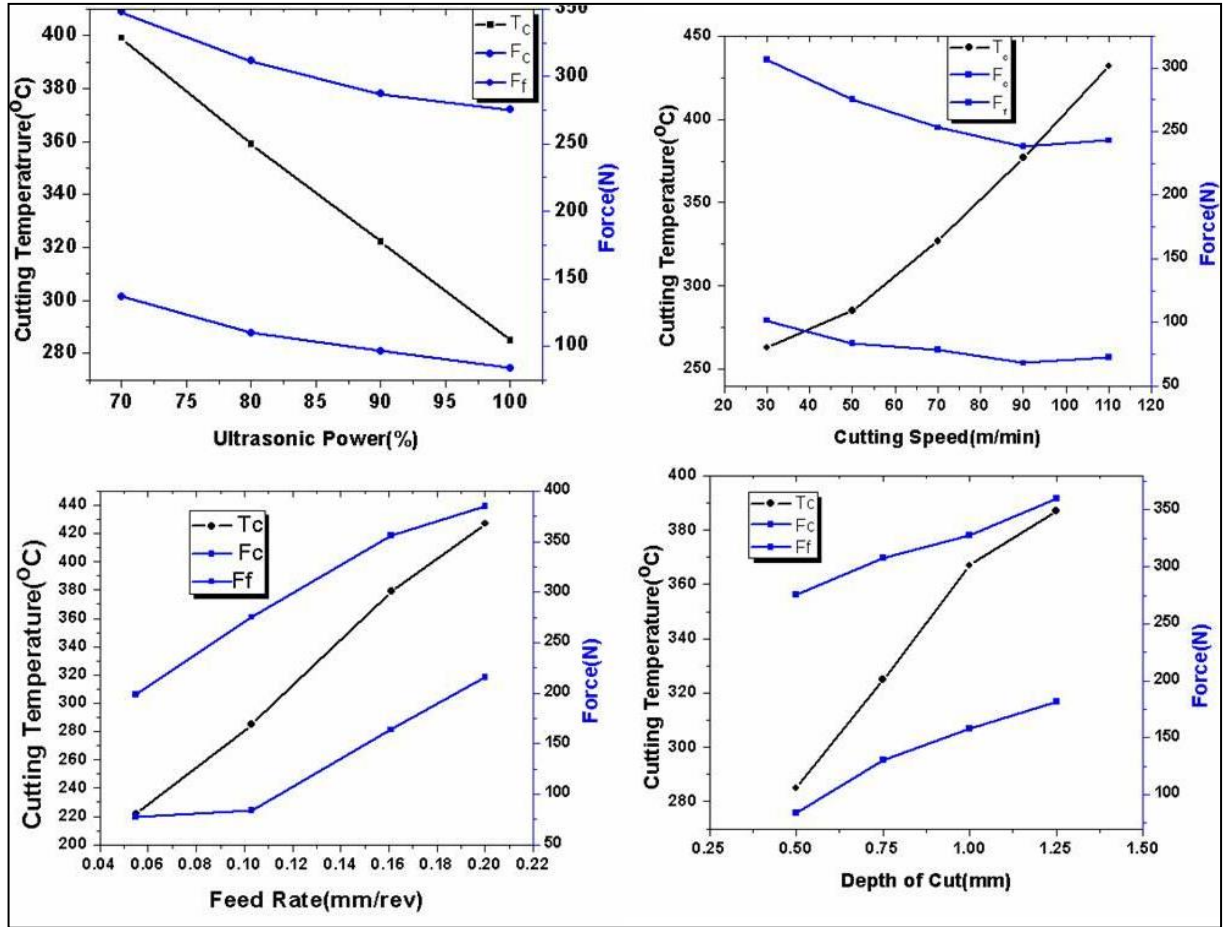 Cutting Temperatrure(⁰C)
400
380
360
340
320
300
280
70 75 80 85 90 95 100
Ultrasonic Power(%)
350
300
250
200
150
100
Force(N)
Tc
Fc
Ff
Cutting Temperature(⁰C)
450
400
350
300
250
20 30 40 50 60 70 80 90 100 110 120
Cutting Speed(m/min)
300
250
200
150
100
50
Force(N)
Tc
Fc
Ff
Cutting Temperature(⁰C)
440
420
400
380
360
340
320
300
280
260
240
220
200
0.04 0.06 0.08 0.10 0.12 0.14 0.16 0.18 0.20 0.22
Feed Rate(mm/rev)
400
350
300
250
200
150
100
50
Force(N)
Tc
Fc
Ff
Cutting Temperature(⁰C)
400
380
360
340
320
300
280
0.25 0.50 0.75 1.00 1.25 1.50
Depth of Cut(mm)
350
300
250
200
150
100
Force(N)
Tc
Fc
Ff